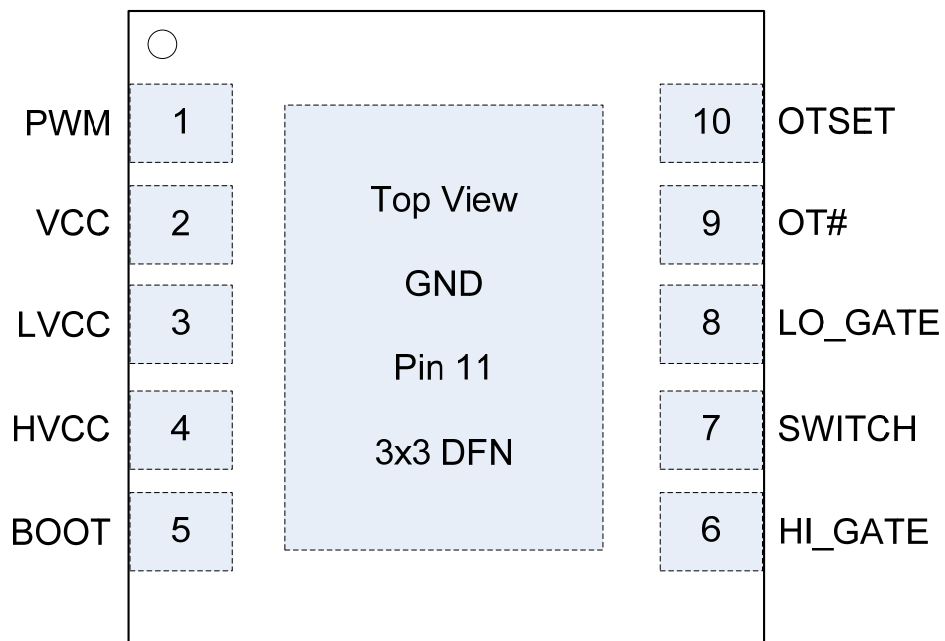 PWM 1
VCC 2
LVCC 3
HVCC 4
BOOT 5
Top View
GND
Pin 11
3x3 DFN
10 OTSET
9 OT#
8 LO_GATE
7 SWITCH
6 HI_GATE